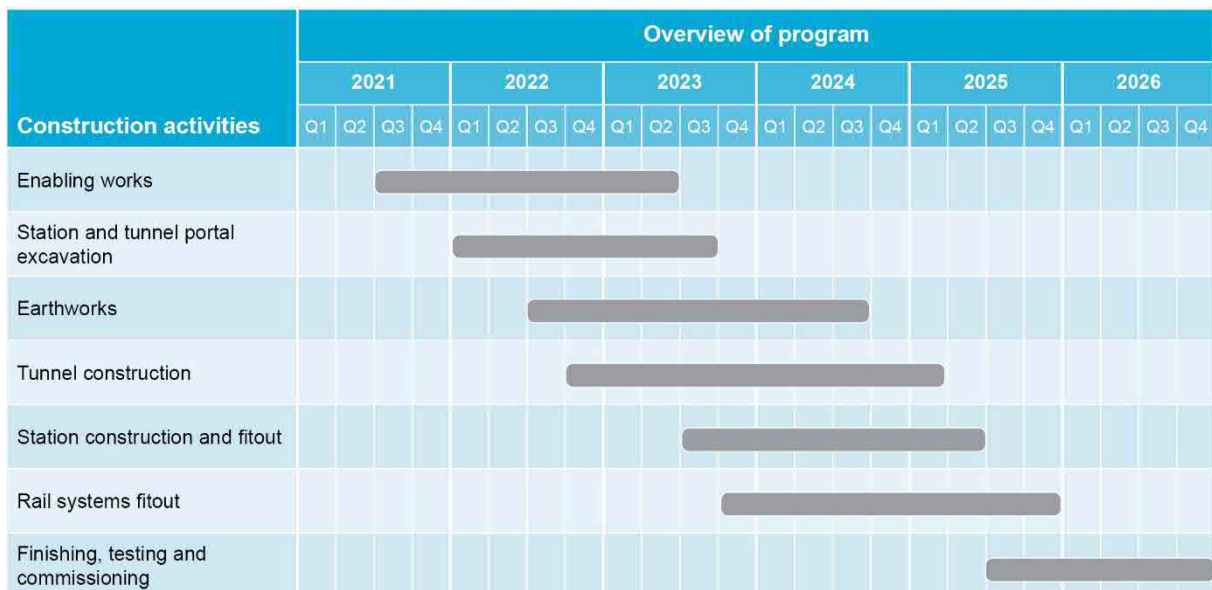 Overview of program
2021 2022 2023 2024 2025 2026
Construction activities Q1 Q2 Q3 Q4 Q1 Q2 Q3 Q4 Q1 Q2 Q3 Q4 Q1 Q2 Q3 Q4 Q1 Q2 Q3 Q4 Q1 Q2 Q3 Q4
Enabling works
Station and tunnel portal
excavation
Earthworks
Tunnel construction
Station construction and fitout
Rail systems fitout
Finishing, testing and
commissioning